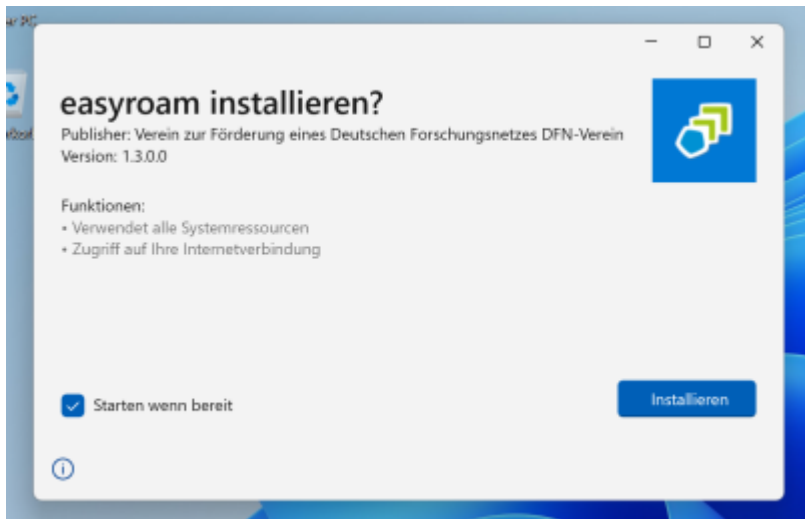 easyroam installieren?
Publisher: Verein zur Förderung eines Deutschen Forschungsnetzes DFN-Verein
Version: 1.3.0.0
Funktionen:
• Verwendet alle Systemressourcen
• Zugriff auf Ihre Internetverbindung
Starten wenn bereit
Installieren